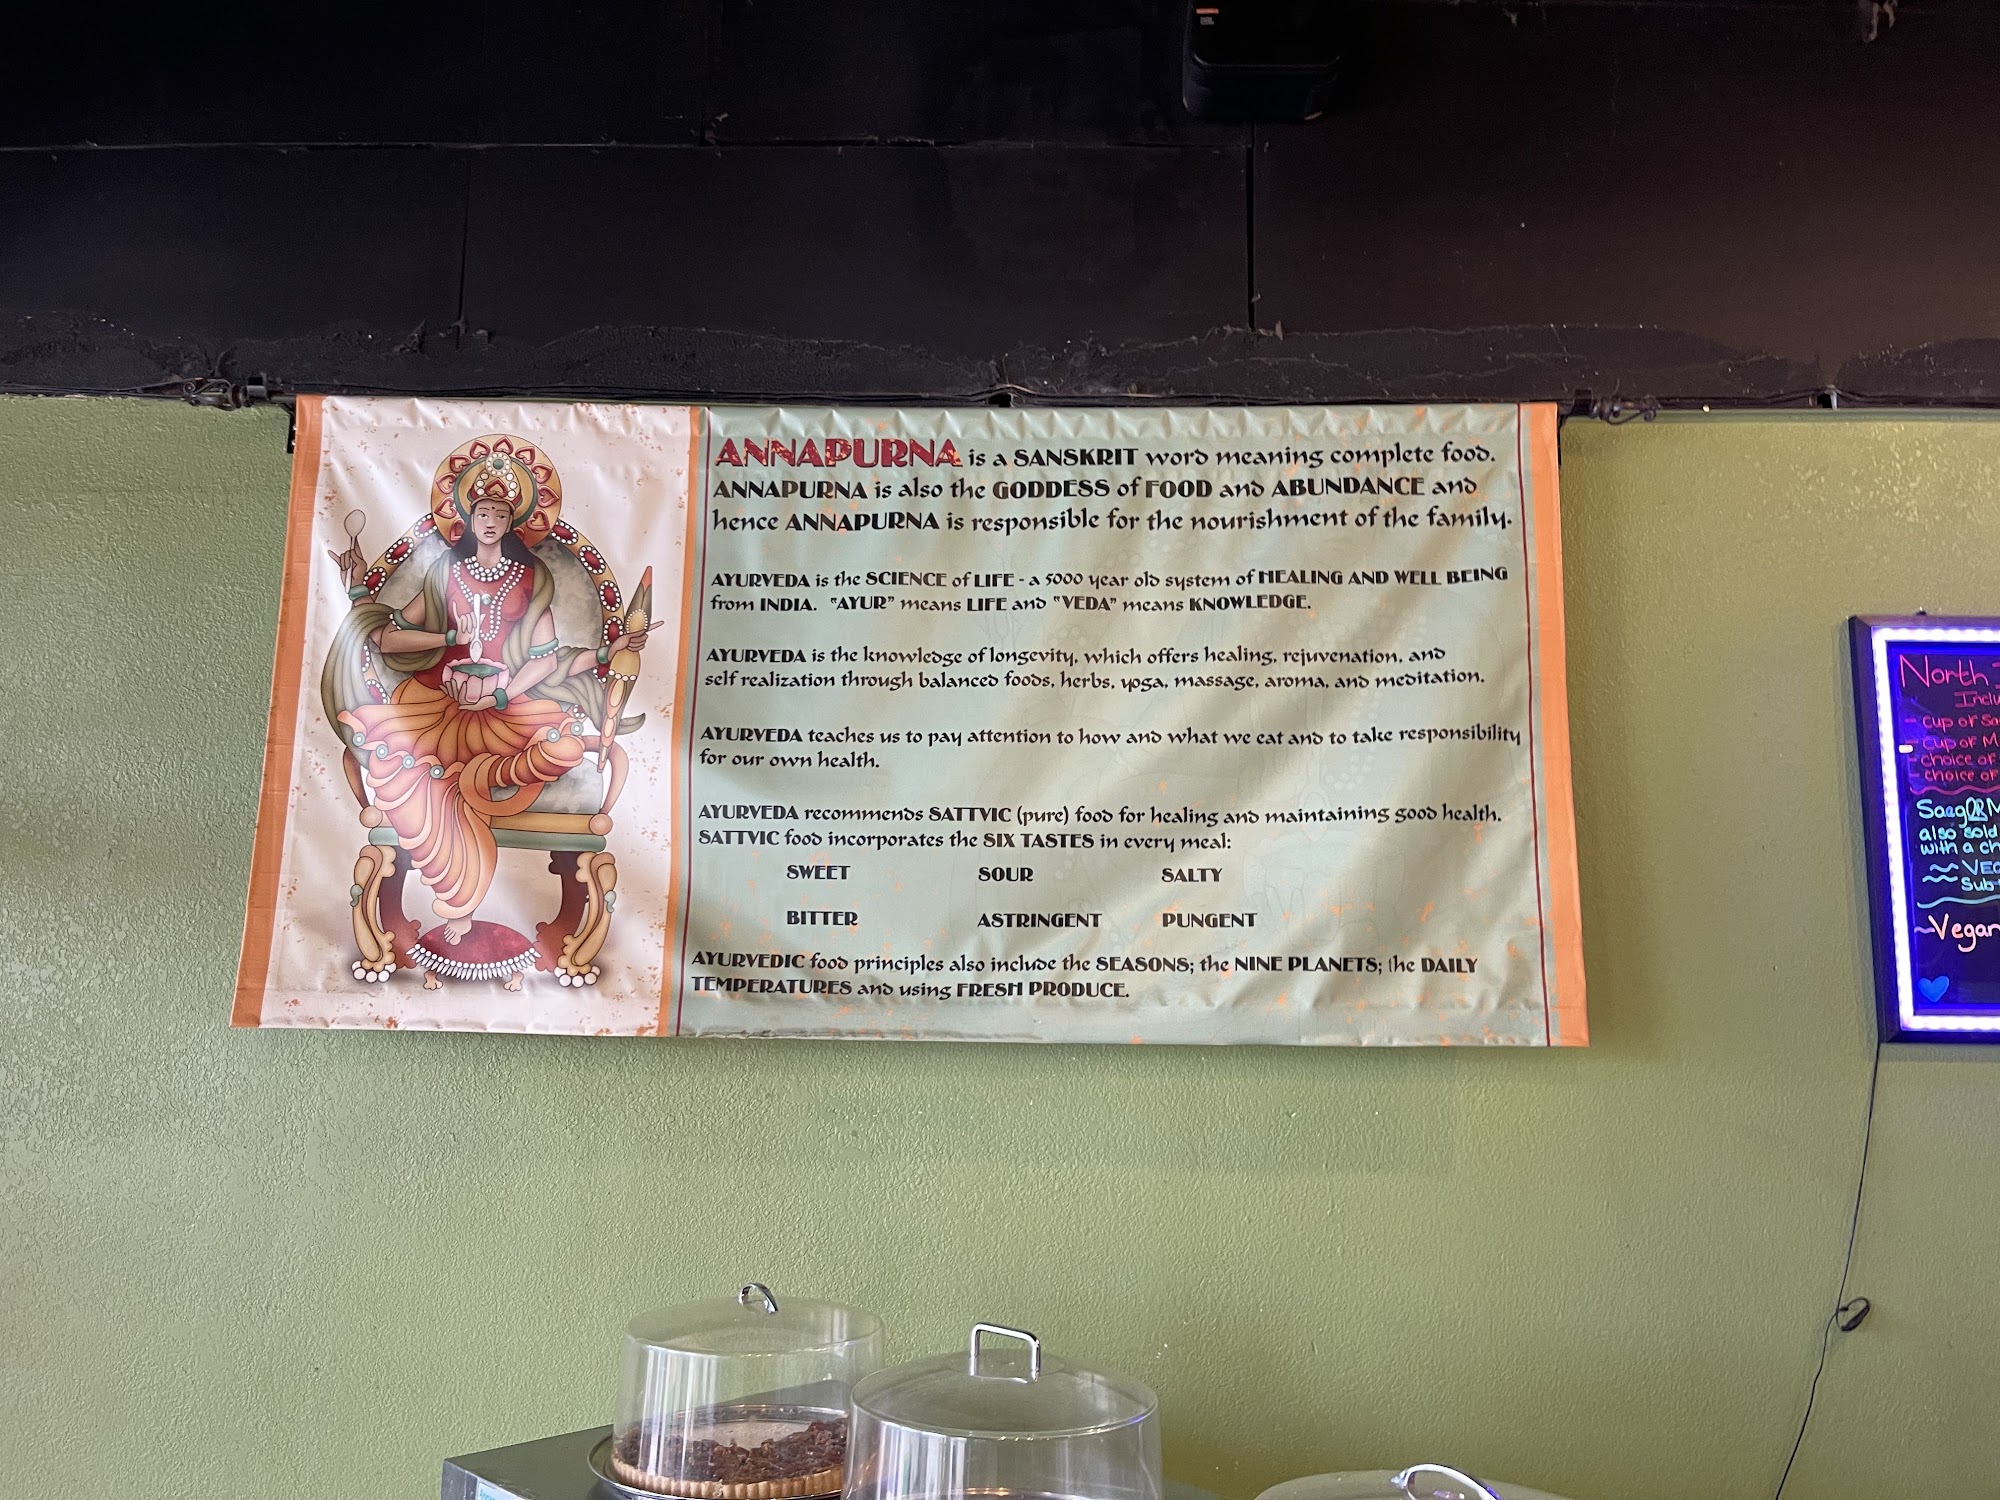 ANNAPURNA is a SANSKRIT word meaning complete food.
ANNAPURNA is also the GODDESS of FOOD and ABUNDANCE and
hence ANNAPURNA is responsible for the nourishment of the family.
AYURVEDA is the SCIENCE of LIFE - a 5000 year old system of HEALING AND WELL BEING
from INDIA. "AYUR" means LIFE and "VEDA" means KNOWLEDGE.
AYURVEDA is the knowledge of longevity, which offers healing, rejuvenation, and
self realization through balanced foods, herbs, yoga, massage, aroma, and meditation.
AYURVEDA teaches us to pay attention to how and what we eat and to take responsibility
for our own health.
AYURVEDA recommends SATTVIC (pure) food for healing and maintaining good health.
SATTVIC food incorporates the SIX TASTES in every meal:
SWEET SOUR SALTY
BITTER ASTRINGENT PUNGENT
AYURVEDIC food principles also include the SEASONS; the NINE PLANETS; the DAILY
TEMPERATURES and using FRESH PRODUCE.
North
- Cup of
- Cup of
- Choice of
- Choice of
Saag OR
also sold
with a
~Vegan